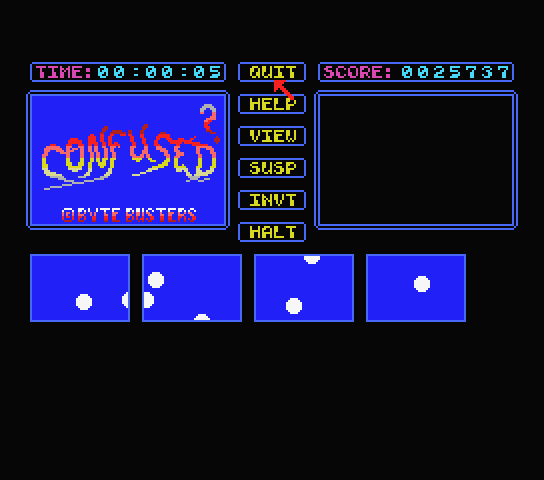 TIME:00:00:05 QUIT SCORE: 0025737
HELP
VIEW
SUSP
INVT
HALT
CONFUSED?
©BYTE BUSTERS